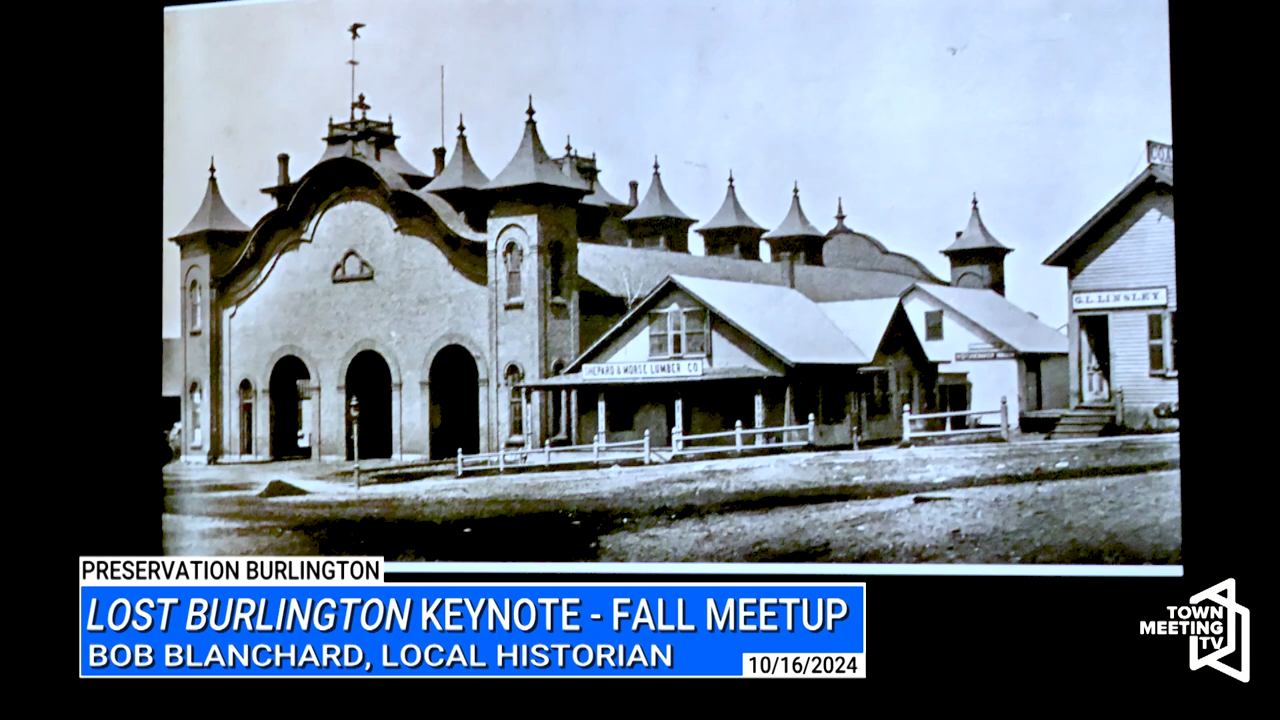 COA
G.L. LINSLEY.
SHEPARD & MORSE LUMBER CO
PRESERVATION BURLINGTON
LOST BURLINGTON KEYNOTE - FALL MEETUP
BOB BLANCHARD, LOCAL HISTORIAN
10/16/2024
TOWN
MEETING
TV